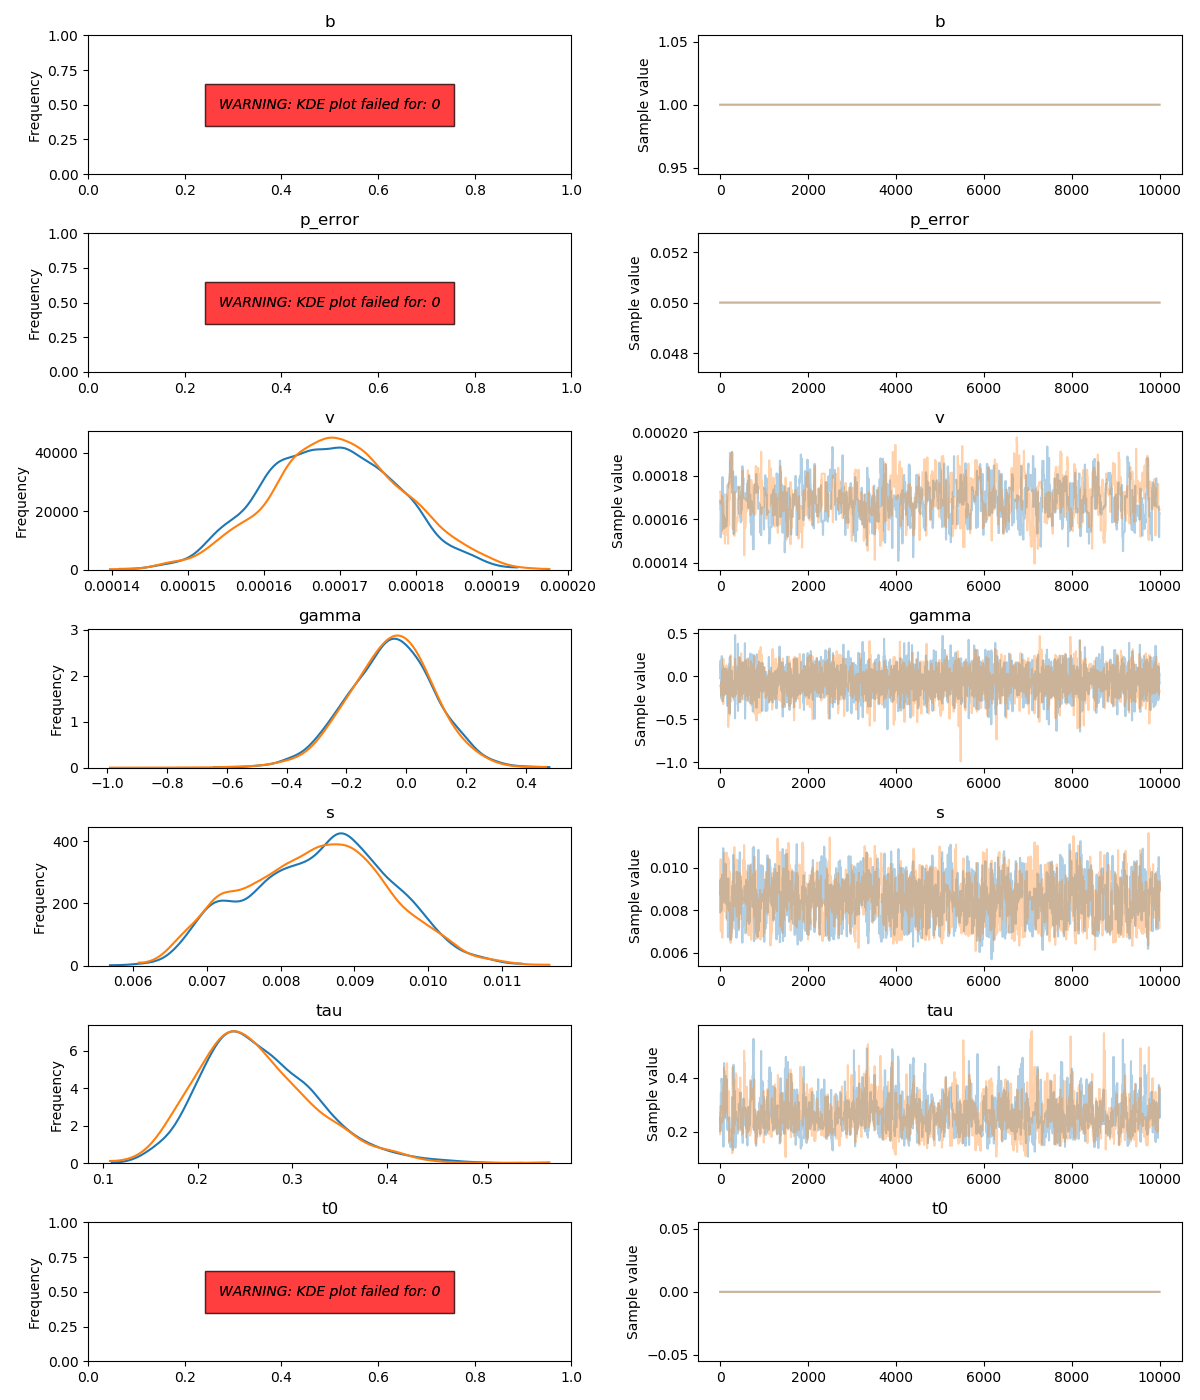 b
1.00
0.75
0.50
0.25
0.00
Frequency
WARNING: KDE plot failed for: 0
0.0 0.2 0.4 0.6 0.8 1.0
b
1.05
1.00
0.95
Sample value
0 2000 4000 6000 8000 10000
p_error
1.00
0.75
0.50
0.25
0.00
Frequency
WARNING: KDE plot failed for: 0
0.0 0.2 0.4 0.6 0.8 1.0
p_error
0.052
0.050
0.048
Sample value
0 2000 4000 6000 8000 10000
v
40000
20000
0
Frequency
0.00014 0.00015 0.00016 0.00017 0.00018 0.00019 0.00020
v
0.00020
0.00018
0.00016
0.00014
Sample value
0 2000 4000 6000 8000 10000
gamma
3
2
1
0
Frequency
−1.0 −0.8 −0.6 −0.4 −0.2 0.0 0.2 0.4
gamma
0.5
0.0
−0.5
−1.0
Sample value
0 2000 4000 6000 8000 10000
s
400
200
0
Frequency
0.006 0.007 0.008 0.009 0.010 0.011
s
0.010
0.008
0.006
Sample value
0 2000 4000 6000 8000 10000
tau
6
4
2
0
Frequency
0.1 0.2 0.3 0.4 0.5
tau
0.4
0.2
Sample value
0 2000 4000 6000 8000 10000
t0
1.00
0.75
0.50
0.25
0.00
Frequency
WARNING: KDE plot failed for: 0
0.0 0.2 0.4 0.6 0.8 1.0
t0
0.05
0.00
−0.05
Sample value
0 2000 4000 6000 8000 10000